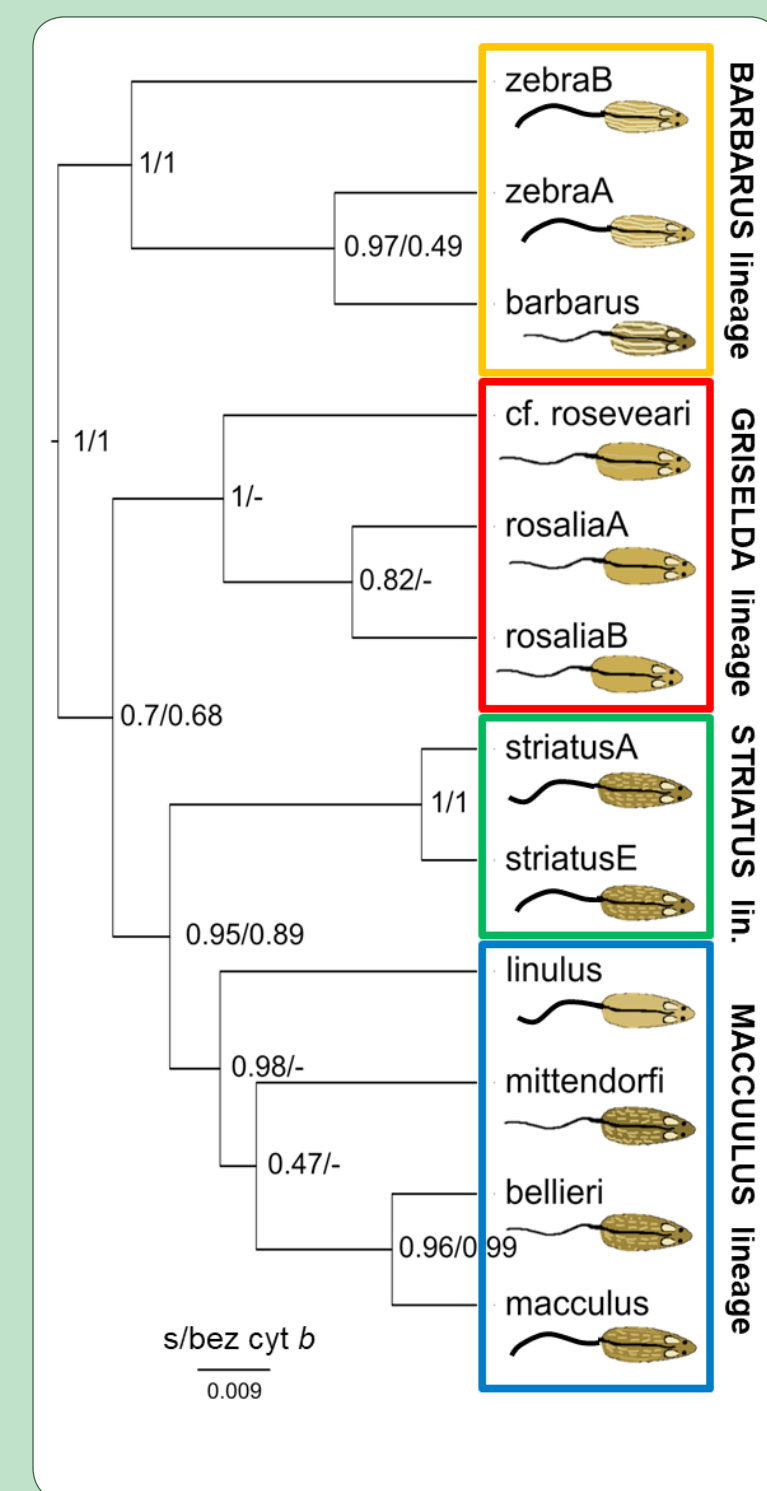 zebraB
1/1
zebraA
0.97/0.49
barbarus
BARBARUS lineage
1/1
cf. roseveari
1/-
rosaliaA
0.82/-
rosaliaB
GRISELDA lineage
0.7/0.68
striatusA
1/1
striatusE
STRIATUS lin.
0.95/0.89
linulus
0.98/-
mittendorfi
0.47/-
bellieri
0.96/0.99
macculus
MACCUULUS lineage
s/bez cyt b
0.009